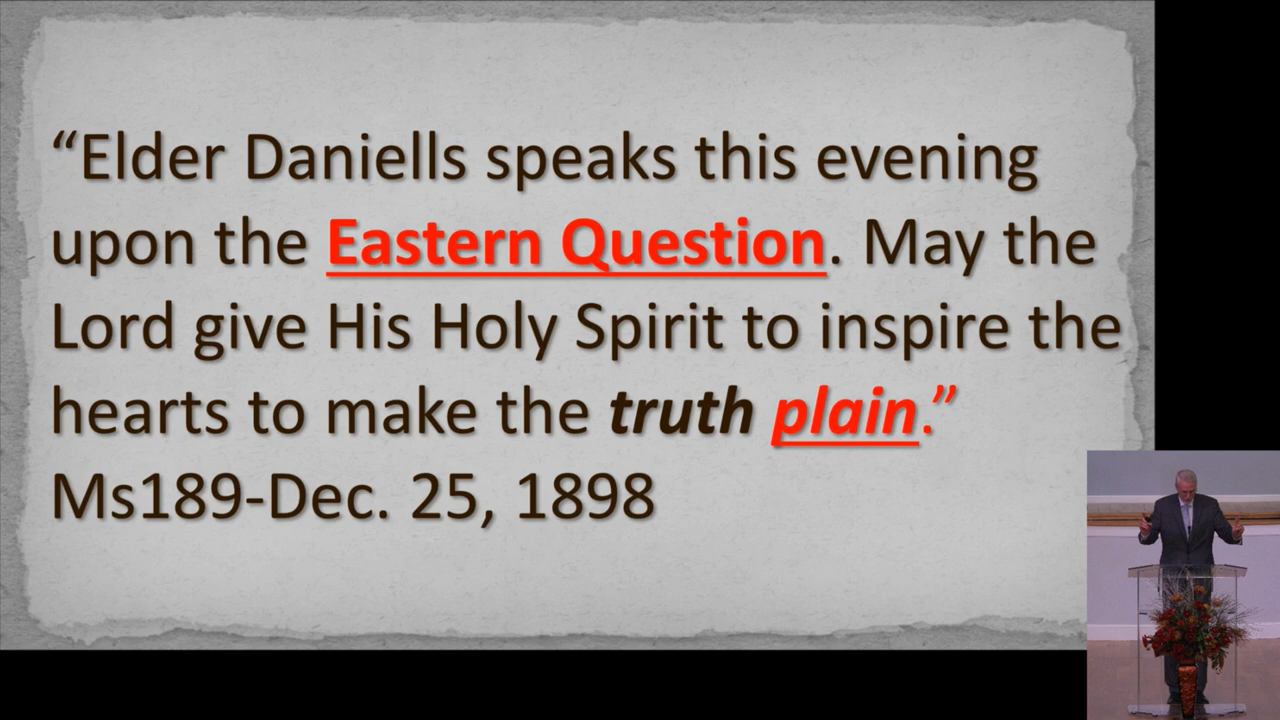 “Elder Daniells speaks this evening
upon the Eastern Question. May the
Lord give His Holy Spirit to inspire the
hearts to make the truth plain.”
Ms189-Dec. 25, 1898